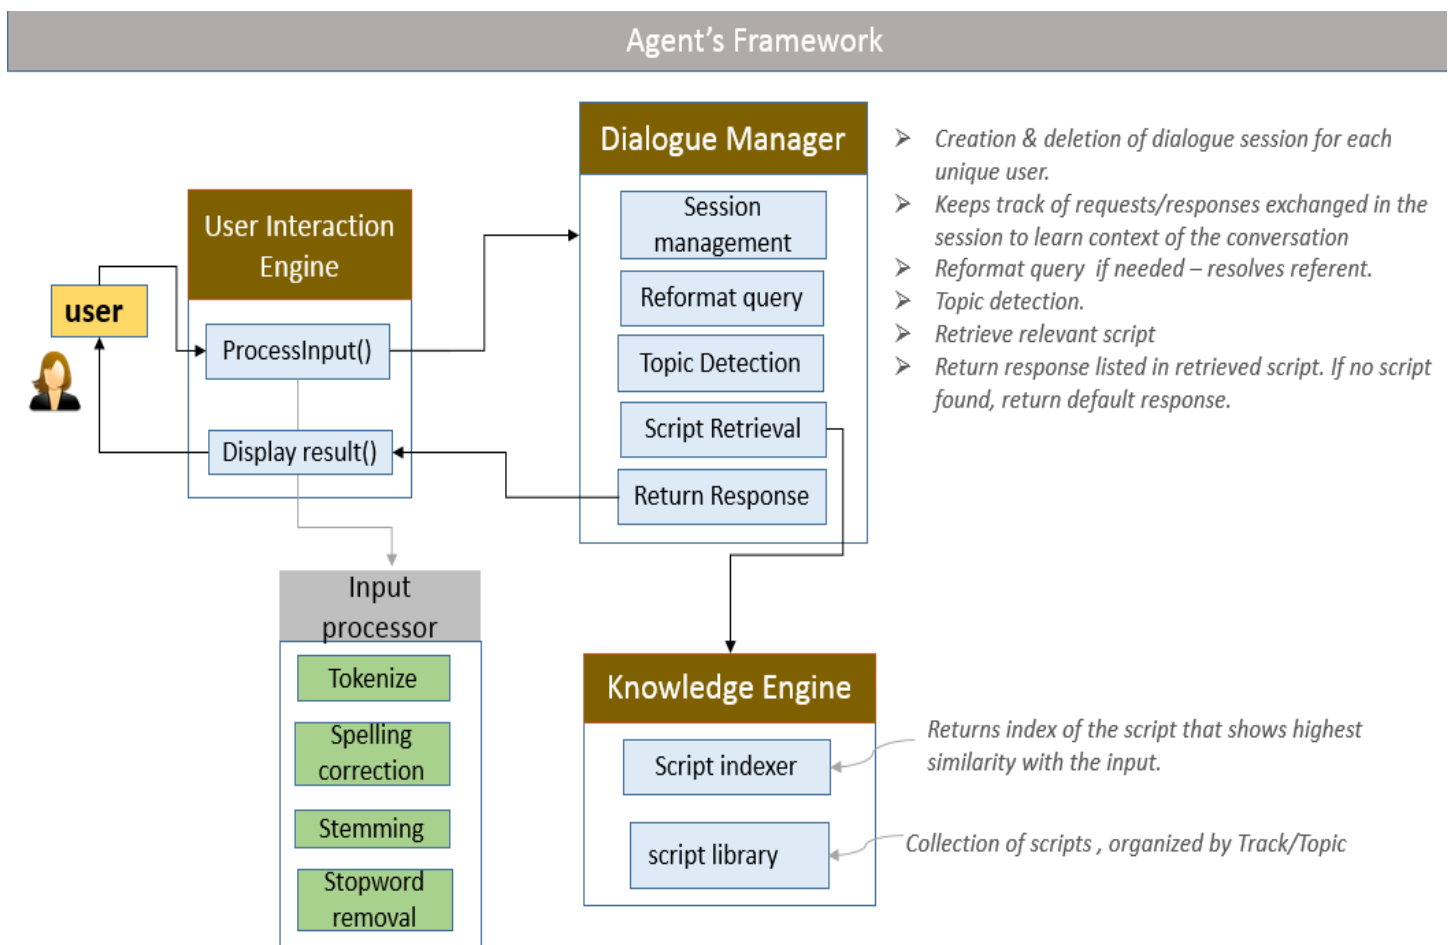 Agent's Framework
Dialogue Manager
Session
management
Reformat query
Topic Detection
Script Retrieval
Return Response
➢ Creation & deletion of dialogue session for each
unique user.
➢ Keeps track of requests/responses exchanged in the
session to learn context of the conversation
➢ Reformat query if needed – resolves referent.
➢ Topic detection.
➢ Retrieve relevant script
➢ Return response listed in retrieved script. If no script
found, return default response.
User Interaction
Engine
ProcessInput()
Display result()
user
Input
processor
Tokenize
Spelling
correction
Stemming
Stopword
removal
Knowledge Engine
Script indexer
script library
Returns index of the script that shows highest
similarity with the input.
Collection of scripts , organized by Track/Topic